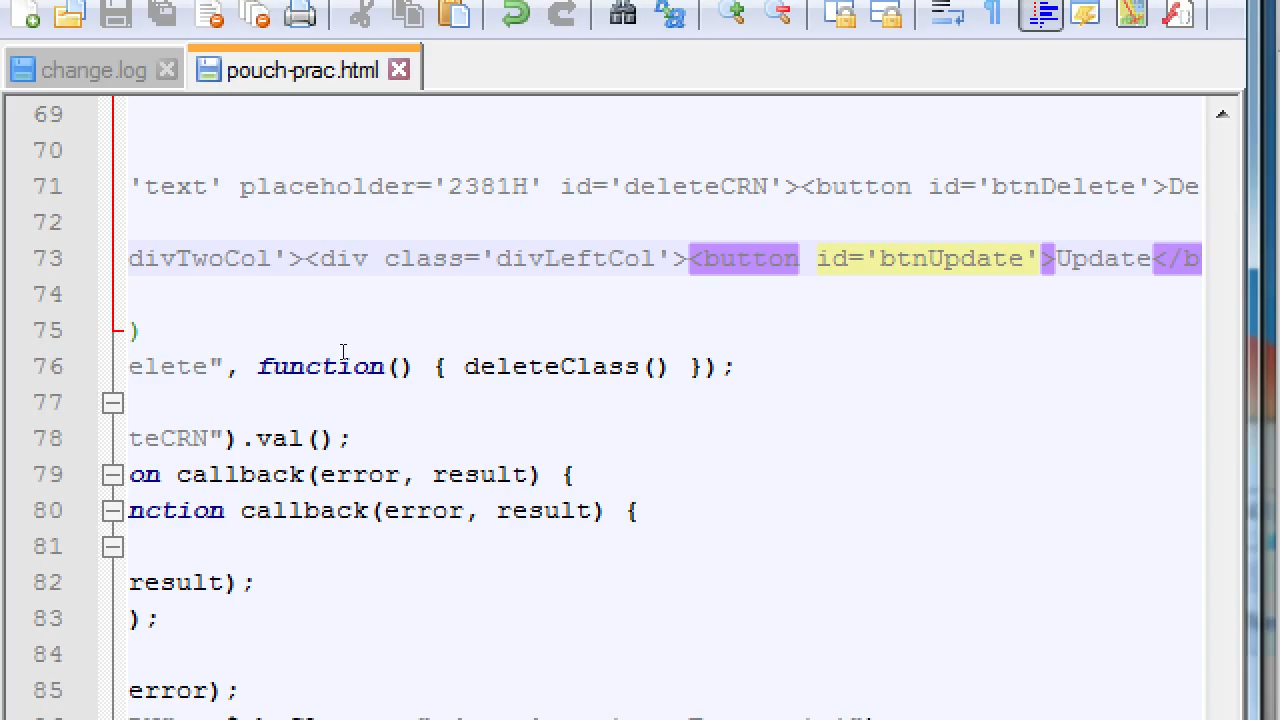 change.log
pouch-prac.html
69
70
71 'text' placeholder='2381H' id='deleteCRN'><button id='btnDelete'>De
72
73 divTwoCol'><div class='divLeftCol'><button id='btnUpdate'>Update</b
74
75 )
76 elete", function() { deleteClass() });
77
78 teCRN").val();
79 on callback(error, result) {
80 nction callback(error, result) {
81
82 result);
83 );
84
85 error);